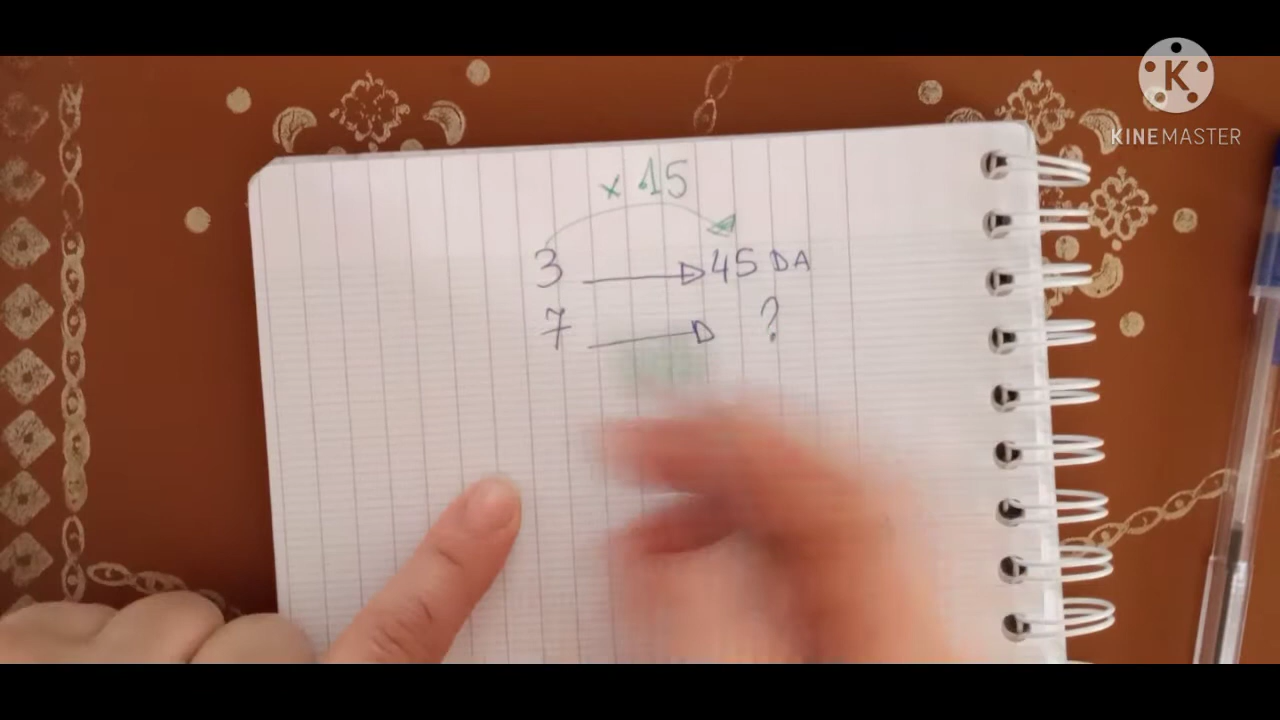 K
KINEMASTER
× 15
3 → 45 DA
7 → ?